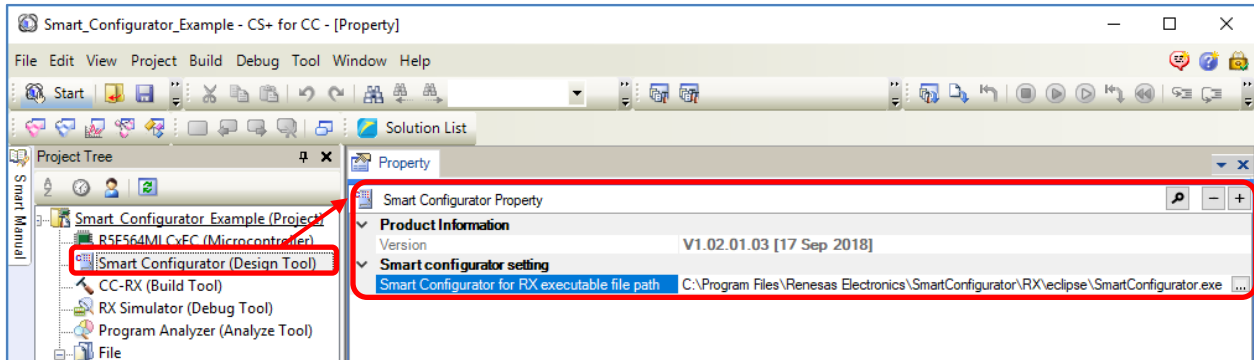 Smart_Configurator_Example - CS+ for CC - [Property]
File Edit View Project Build Debug Tool Window Help
Start
Solution List
Smart Manual
Project Tree
Smart_Configurator_Example (Project)
R5F564MLCxFC (Microcontroller)
Smart Configurator (Design Tool)
CC-RX (Build Tool)
RX Simulator (Debug Tool)
Program Analyzer (Analyze Tool)
File
Property
Smart Configurator Property
Product Information
Version V1.02.01.03 [17 Sep 2018]
Smart configurator setting
Smart Configurator for RX executable file path C:\Program Files\Renesas Electronics\SmartConfigurator\RX\eclipse\SmartConfigurator.exe ...